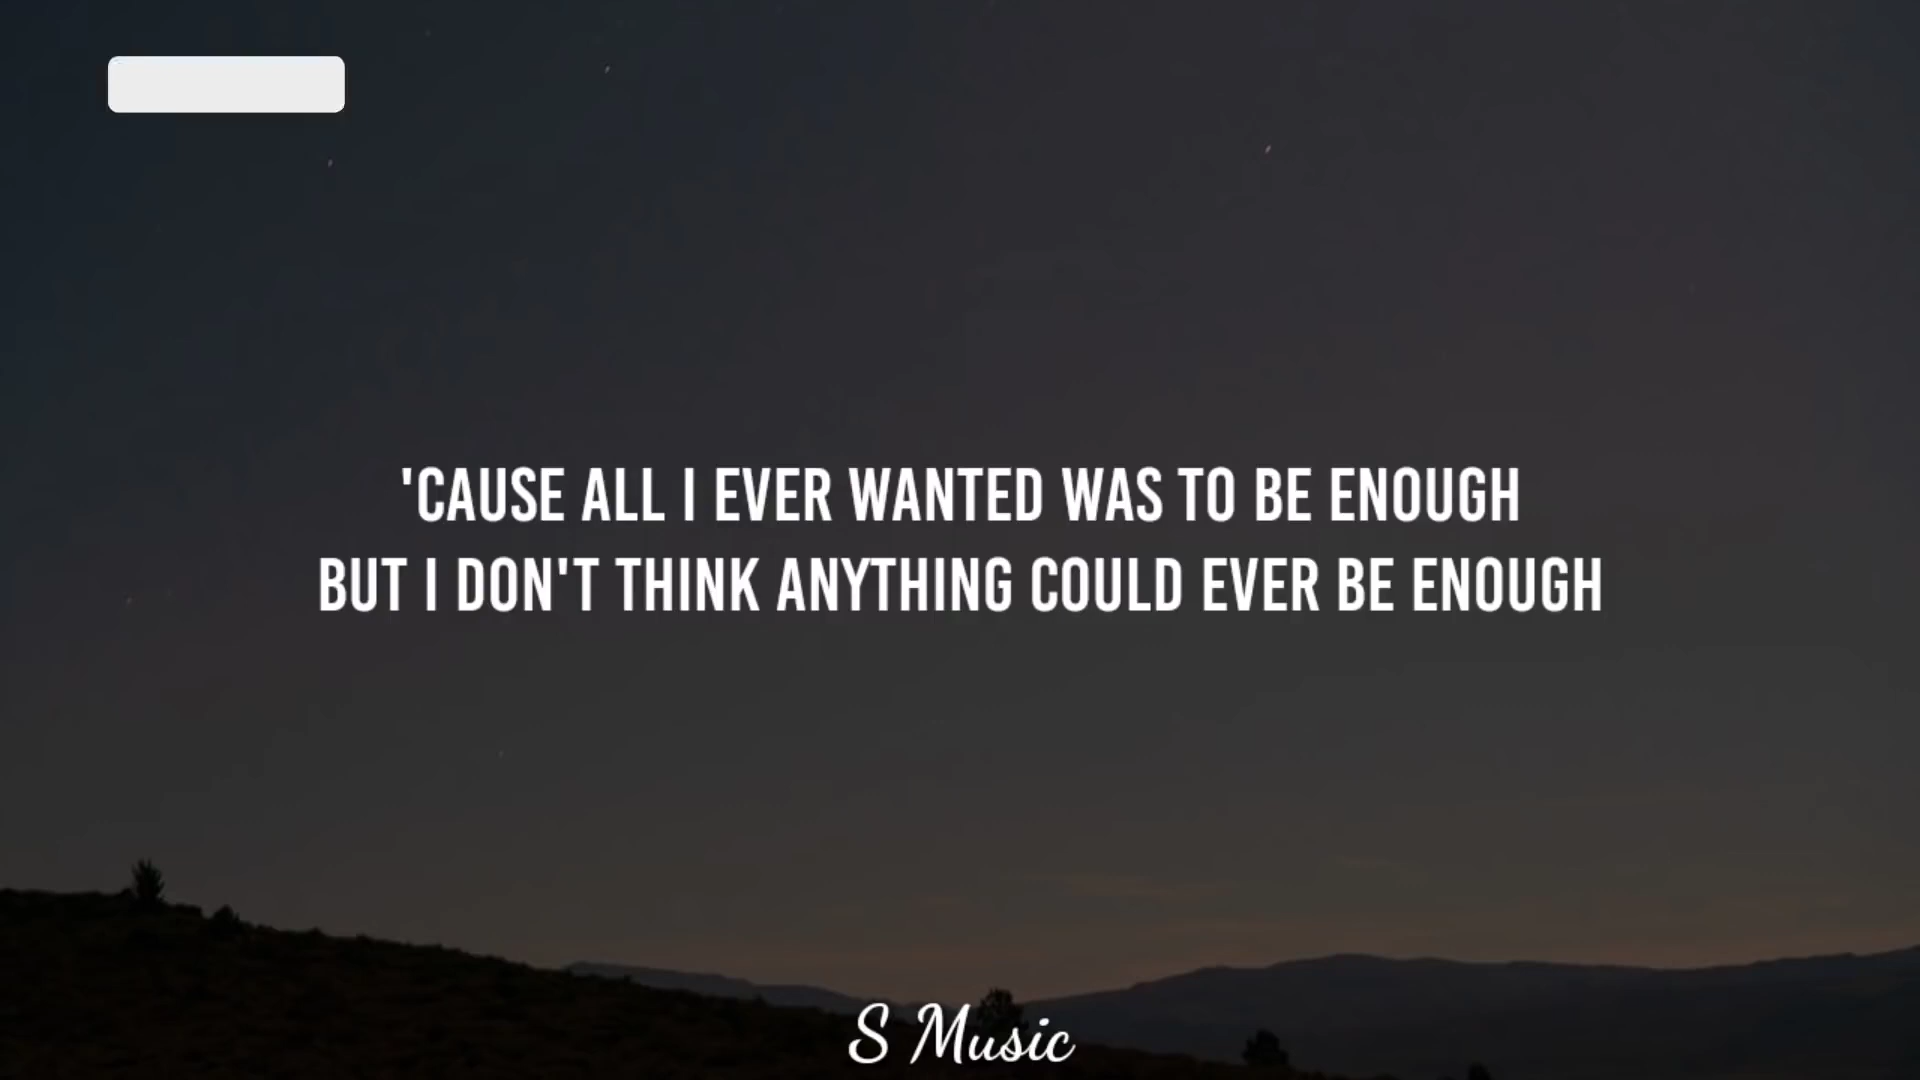 'CAUSE ALL I EVER WANTED WAS TO BE ENOUGH
BUT I DON'T THINK ANYTHING COULD EVER BE ENOUGH
S Music